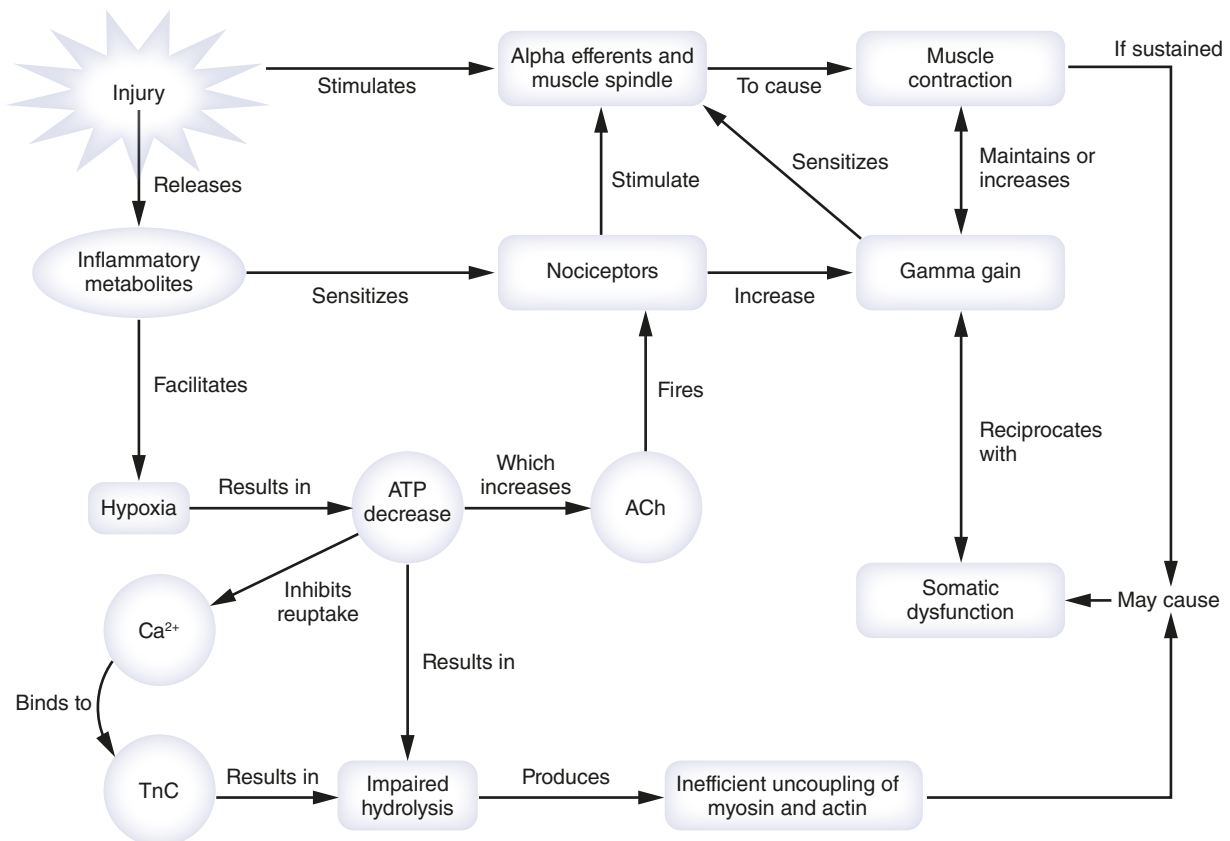 Injury
Stimulates
Alpha efferents and
muscle spindle
To cause
Muscle
contraction
If sustained
Releases
Stimulate
Sensitizes
Maintains or
increases
Inflammatory
metabolites
Sensitizes
Nociceptors
Increase
Gamma gain
Facilitates
Fires
Reciprocates
with
Hypoxia
Results in
ATP
decrease
Which
increases
ACh
Inhibits
reuptake
Somatic
dysfunction
May cause
Ca²⁺
Results in
Binds to
TnC
Results in
Impaired
hydrolysis
Produces
Inefficient uncoupling of
myosin and actin